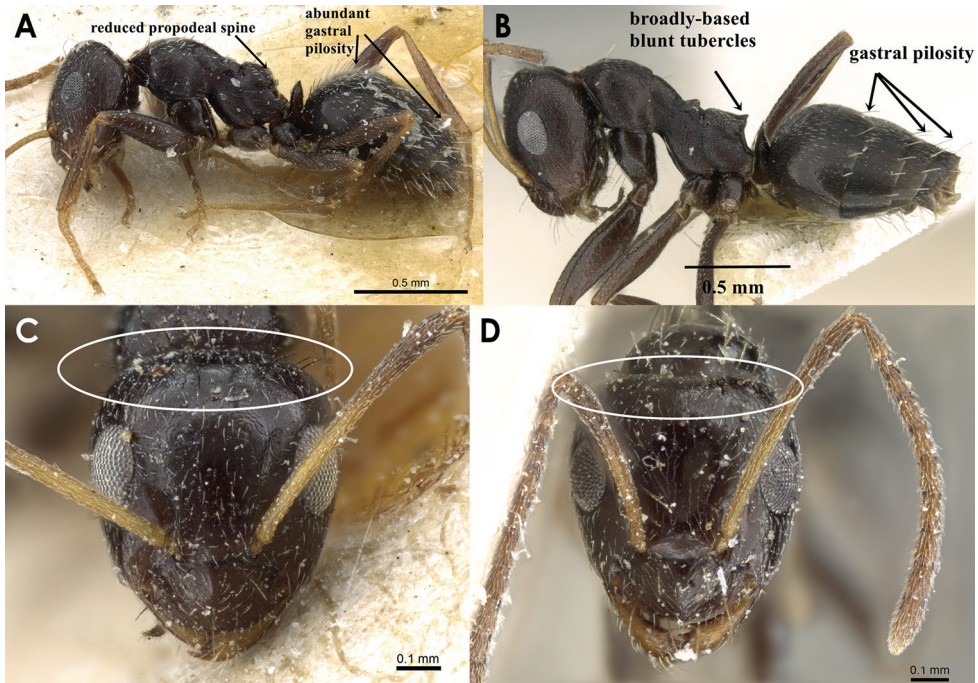 A
reduced propodeal spine
abundant
gastral
pilosity
0.5 mm
B
broadly-based
blunt tubercles
gastral pilosity
0.5 mm
C
0.1 mm
D
0.1 mm